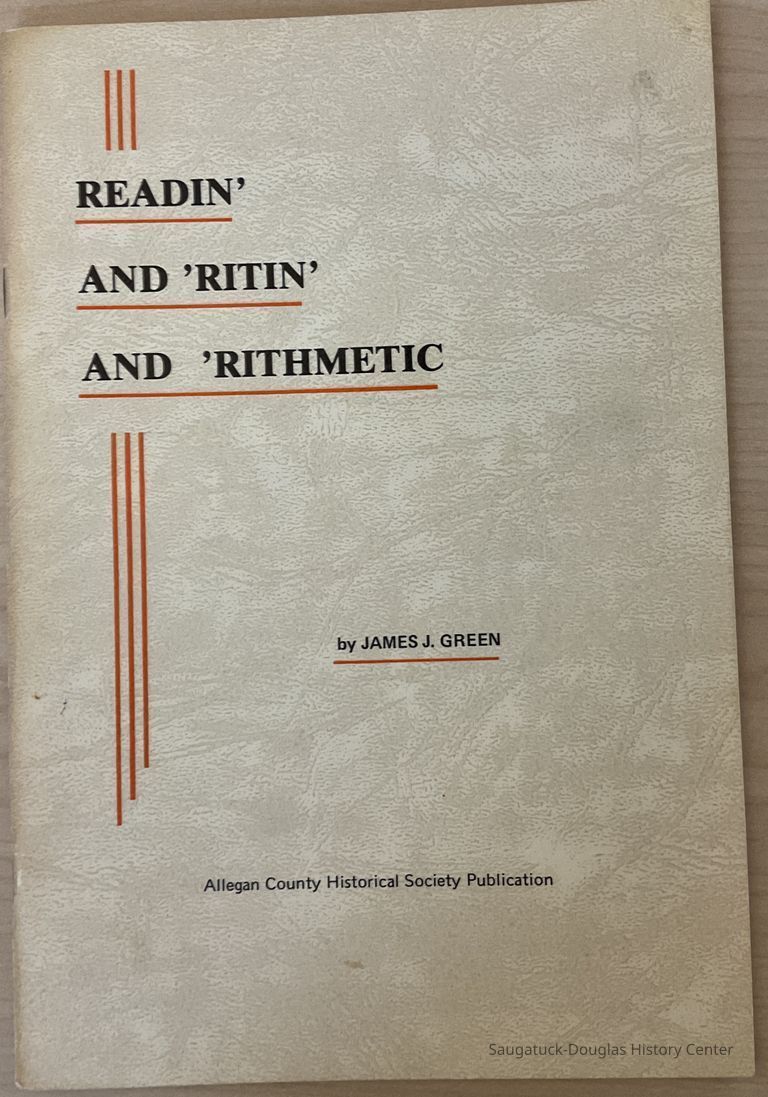 READIN’
AND ’RITIN’
AND ’RITHMETIC
by JAMES J. GREEN
Allegan County Historical Society Publication
Saugatuck-Douglas History Center